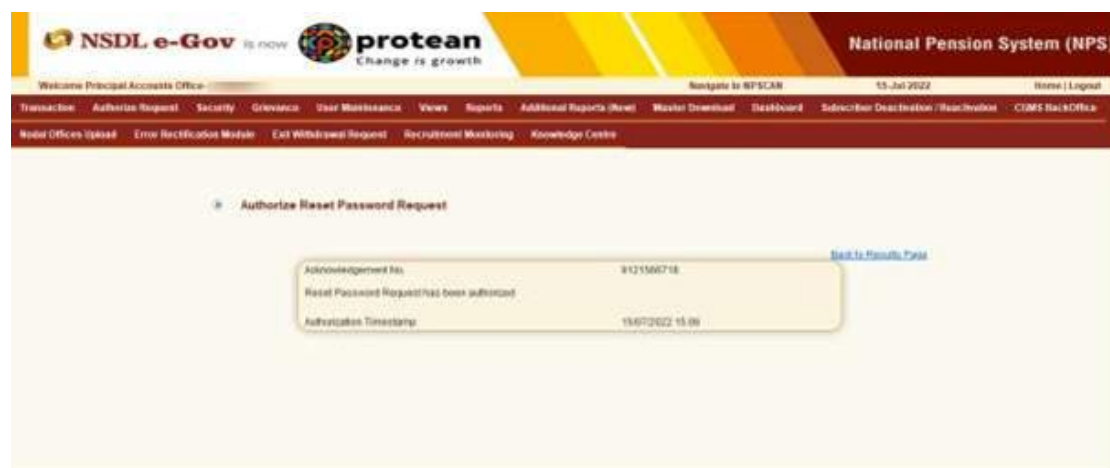 NSDL e-Gov is now protean
Change is growth
National Pension System (NPS
Welcome Principal Accounts Office-
Navigate to NPSCAN
15-Jul-2022
Home | Logout
Transaction Authorize Request Security Grievance User Maintenance Views Reports Additional Reports (New) Master Download Dashboard Subscriber Deactivation / Reactivation CGMS BackOffice
Nodal Offices Upload Error Rectification Module Exit Withdrawal Request Recruitment Monitoring Knowledge Centre
Authorize Reset Password Request
Back to Results Page
Acknowledgement No.
Reset Password Request has been authorized
Authorization Timestamp 15/07/2022